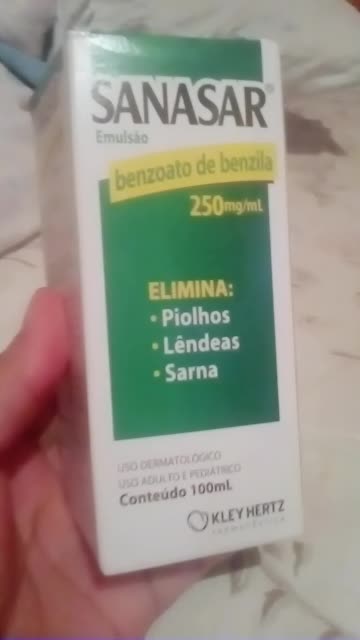 SANASAR®
Emulsão
benzoato de benzila
250mg/mL
ELIMINA:
• Piolhos
• Lêndeas
• Sarna
USO DERMATOLÓGICO
USO ADULTO E PEDIÁTRICO
Conteúdo 100mL
KLEY HERTZ
FARMACÊUTICA